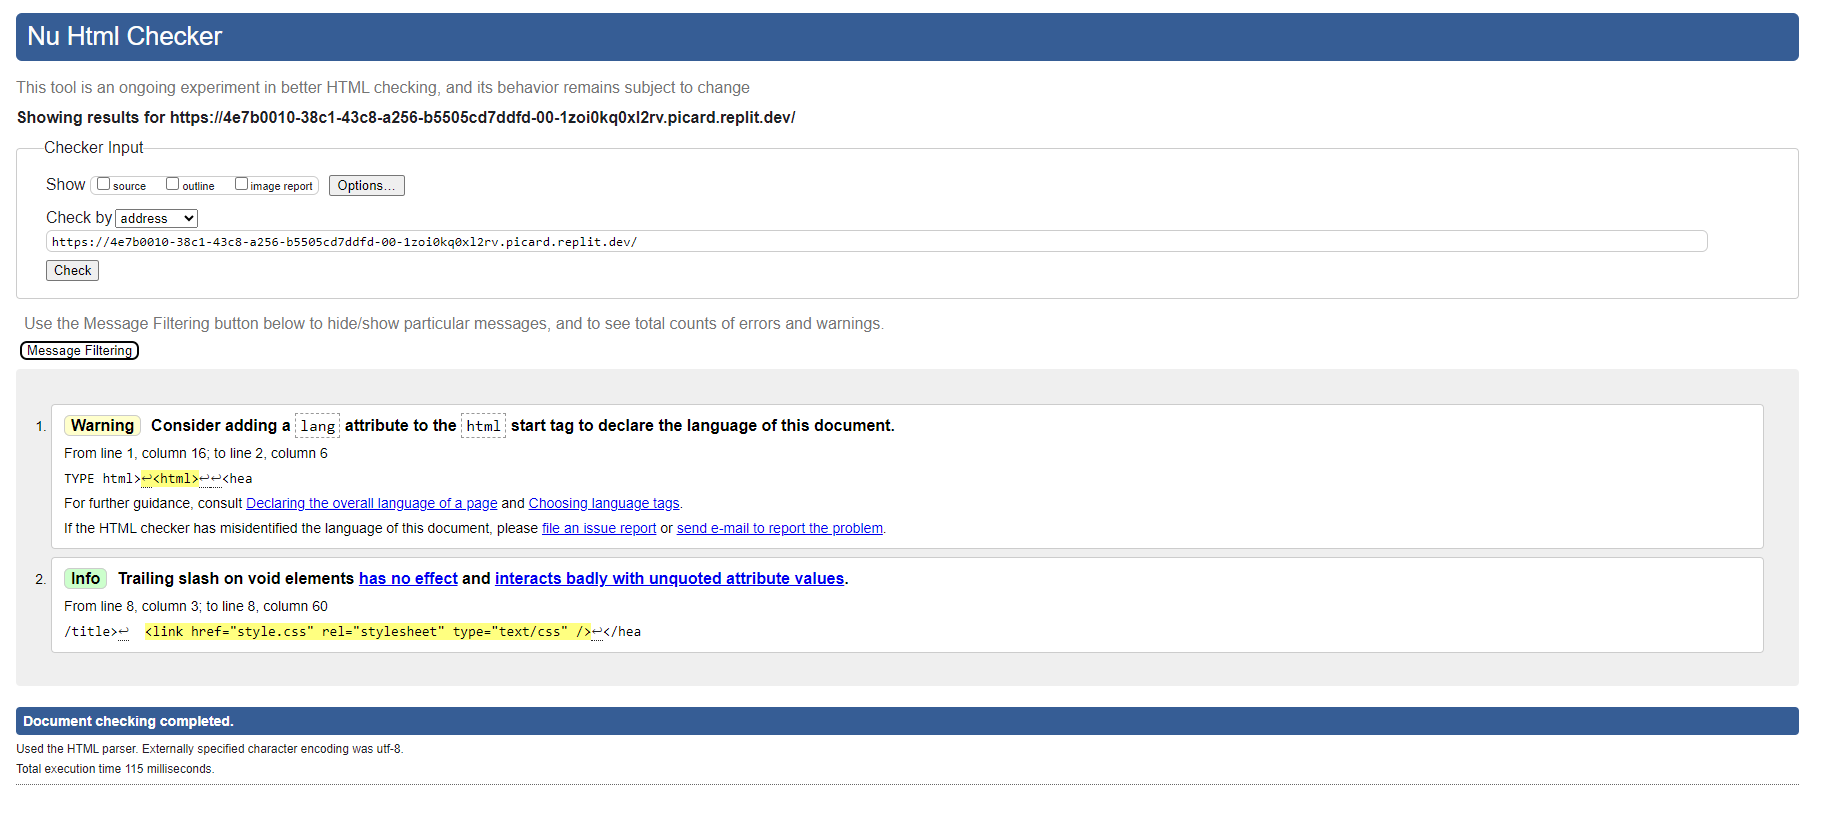 Nu Html Checker
This tool is an ongoing experiment in better HTML checking, and its behavior remains subject to change
Showing results for https://4e7b0010-38c1-43c8-a256-b5505cd7ddfd-00-1zoi0kq0xl2rv.picard.replit.dev/
Checker Input
Show source outline image report Options...
Check by address
https://4e7b0010-38c1-43c8-a256-b5505cd7ddfd-00-1zoi0kq0xl2rv.picard.replit.dev/
Check
Use the Message Filtering button below to hide/show particular messages, and to see total counts of errors and warnings.
Message Filtering
1. Warning Consider adding a lang attribute to the html start tag to declare the language of this document.
From line 1, column 16; to line 2, column 6
TYPE html>↩<html>↩↩<hea
For further guidance, consult Declaring the overall language of a page and Choosing language tags.
If the HTML checker has misidentified the language of this document, please file an issue report or send e-mail to report the problem.
2. Info Trailing slash on void elements has no effect and interacts badly with unquoted attribute values.
From line 8, column 3; to line 8, column 60
/title>↩  <link href="style.css" rel="stylesheet" type="text/css" />↩</hea
Document checking completed.
Used the HTML parser. Externally specified character encoding was utf-8.
Total execution time 115 milliseconds.